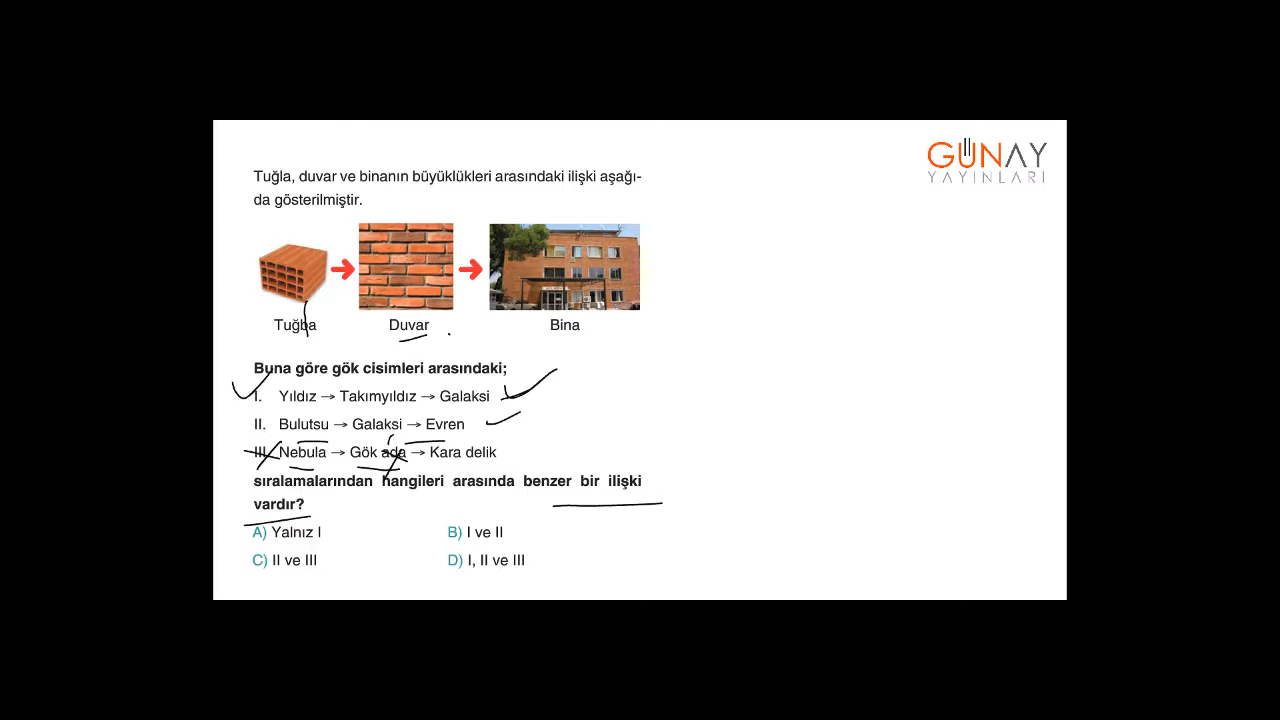 GÜNAY
YAYINLARI
Tuğla, duvar ve binanın büyüklükleri arasındaki ilişki aşağı-
da gösterilmiştir.
Tuğba Duvar Bina
Buna göre gök cisimleri arasındaki;
I. Yıldız → Takımyıldız → Galaksi
II. Bulutsu → Galaksi → Evren
III. Nebula → Gök ada → Kara delik
sıralamalarından hangileri arasında benzer bir ilişki
vardır?
A) Yalnız I B) I ve II
C) II ve III D) I, II ve III